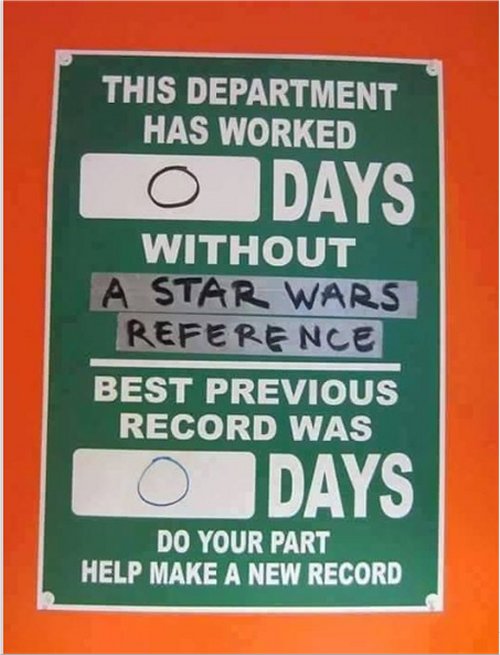 THIS DEPARTMENT
HAS WORKED
0 DAYS
WITHOUT
A STAR WARS
REFERENCE
BEST PREVIOUS
RECORD WAS
0 DAYS
DO YOUR PART
HELP MAKE A NEW RECORD